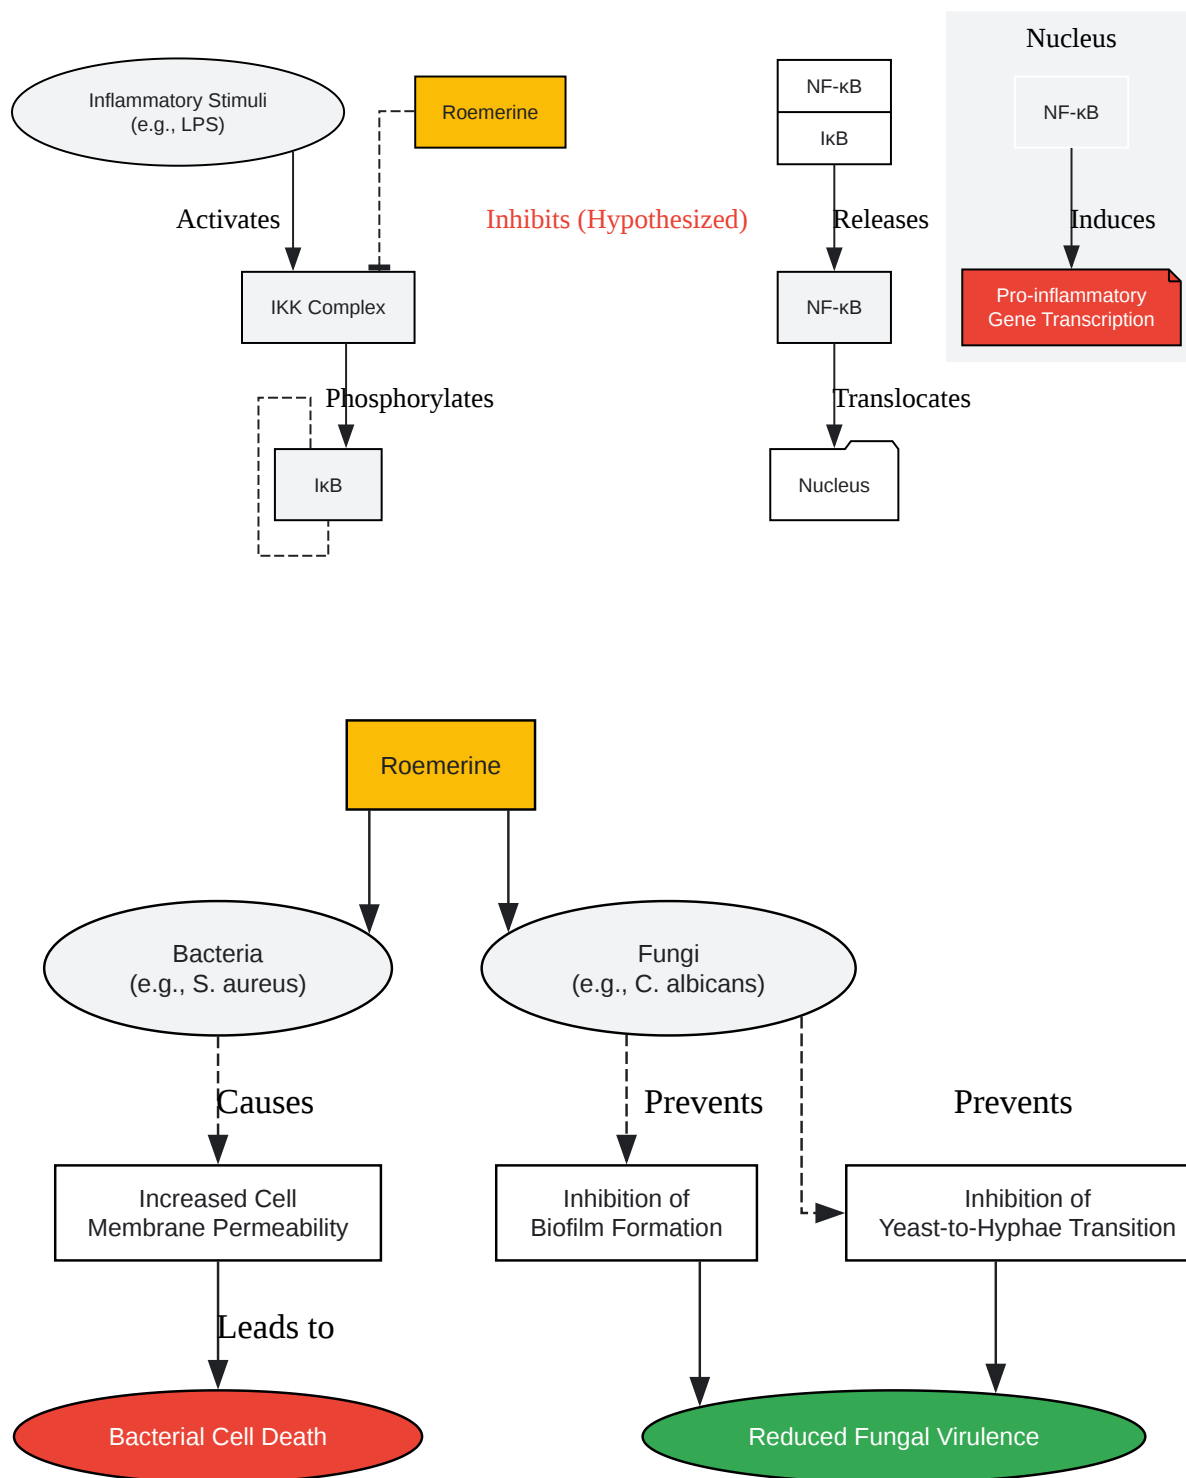 Nucleus
Inflammatory Stimuli
(e.g., LPS)
Roemerine
NF-κB
IκB
NF-κB
Activates
Inhibits (Hypothesized)
Releases
Induces
IKK Complex
NF-κB
Pro-inflammatory
Gene Transcription
Phosphorylates
Translocates
IκB
Nucleus
Roemerine
Bacteria
(e.g., S. aureus)
Fungi
(e.g., C. albicans)
Causes
Prevents
Prevents
Increased Cell
Membrane Permeability
Inhibition of
Biofilm Formation
Inhibition of
Yeast-to-Hyphae Transition
Leads to
Bacterial Cell Death
Reduced Fungal Virulence